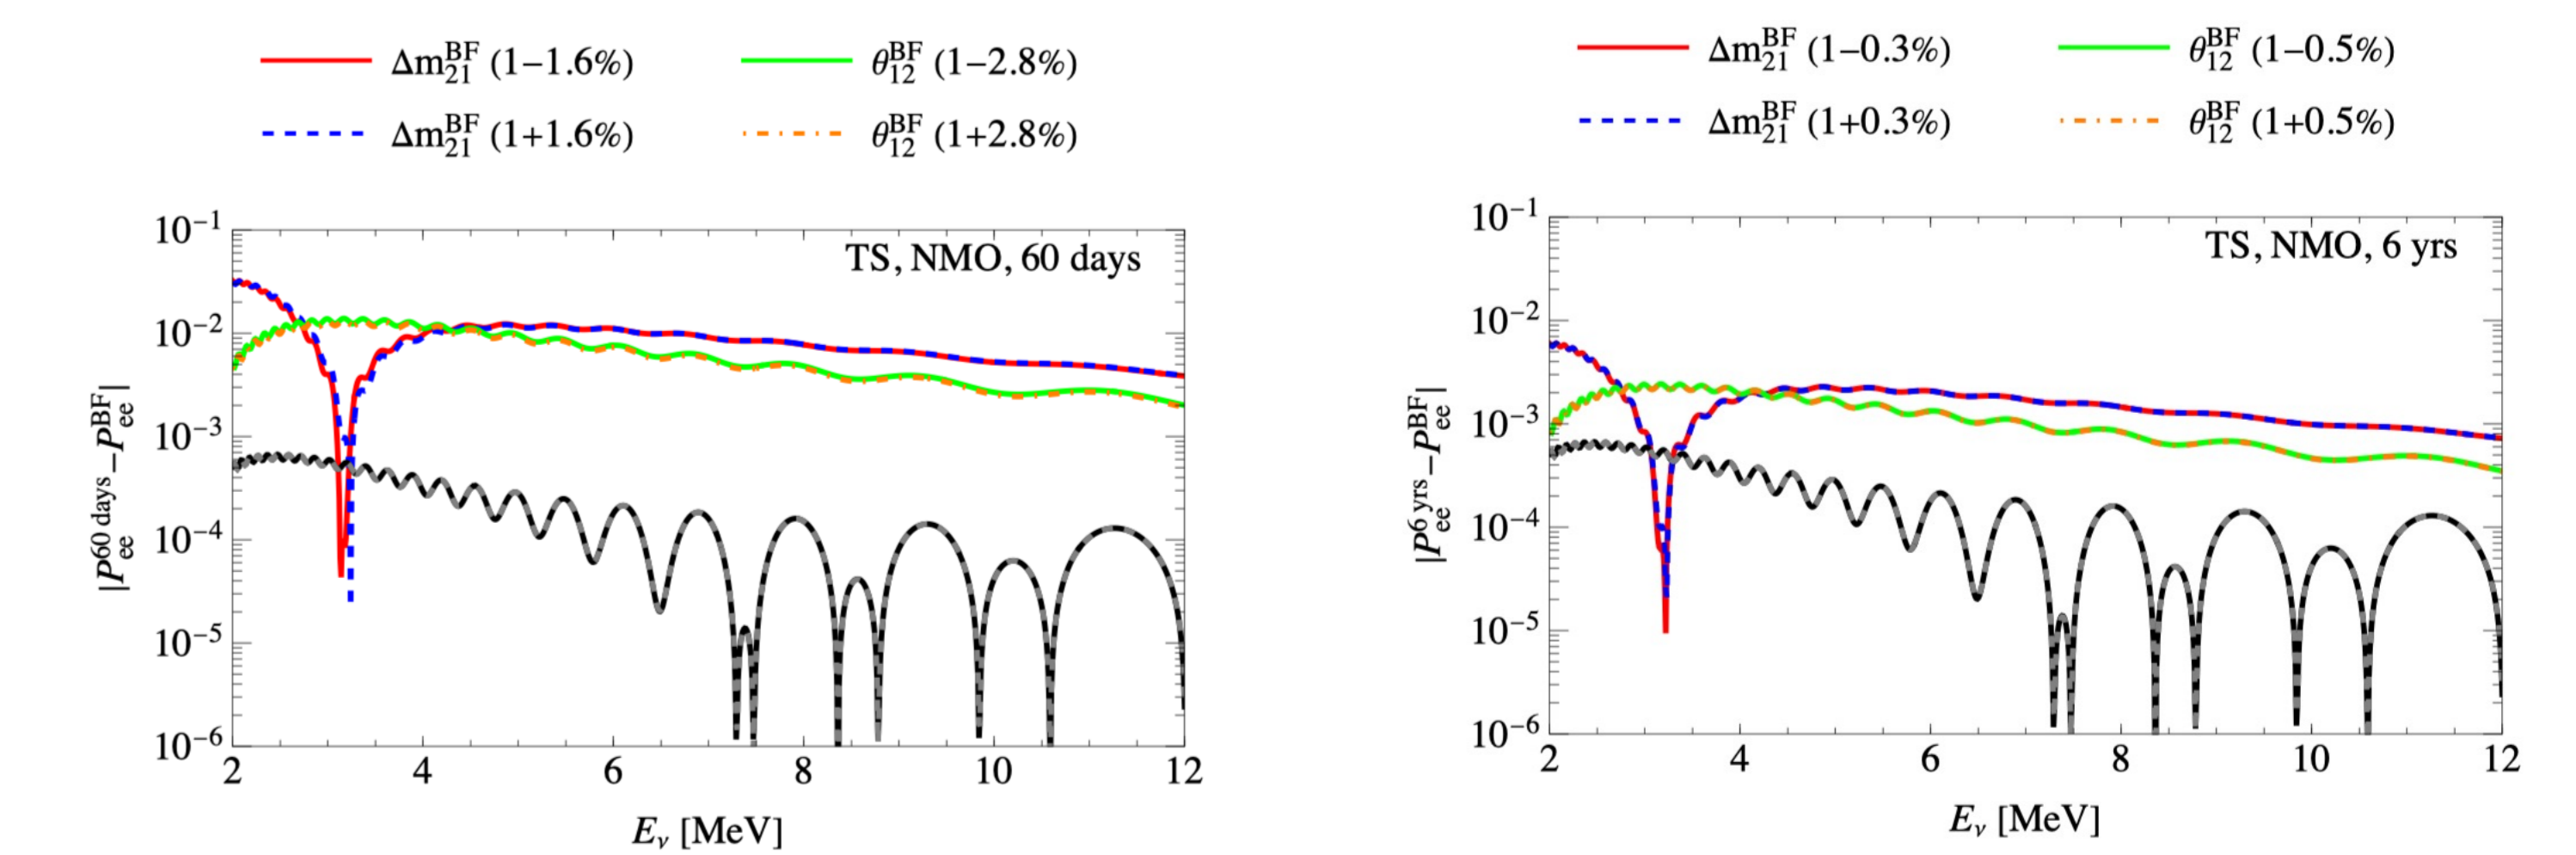 Δm₂₁ᴮᶠ (1−1.6%) θ₁₂ᴮᶠ (1−2.8%)
Δm₂₁ᴮᶠ (1+1.6%) θ₁₂ᴮᶠ (1+2.8%)
TS, NMO, 60 days
10⁻¹
10⁻²
10⁻³
10⁻⁴
10⁻⁵
10⁻⁶
|Pₑₑ⁶⁰ ᵈᵃʸˢ−Pₑₑᴮᶠ|
2 4 6 8 10 12
Eᵥ [MeV]
Δm₂₁ᴮᶠ (1−0.3%) θ₁₂ᴮᶠ (1−0.5%)
Δm₂₁ᴮᶠ (1+0.3%) θ₁₂ᴮᶠ (1+0.5%)
TS, NMO, 6 yrs
10⁻¹
10⁻²
10⁻³
10⁻⁴
10⁻⁵
10⁻⁶
|Pₑₑ⁶ ʸʳˢ−Pₑₑᴮᶠ|
2 4 6 8 10 12
Eᵥ [MeV]